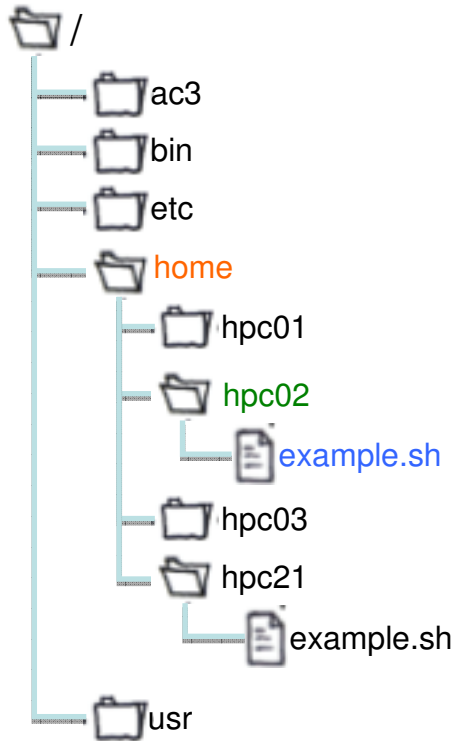 /
ac3
bin
etc
home
hpc01
hpc02
example.sh
hpc03
hpc21
example.sh
usr